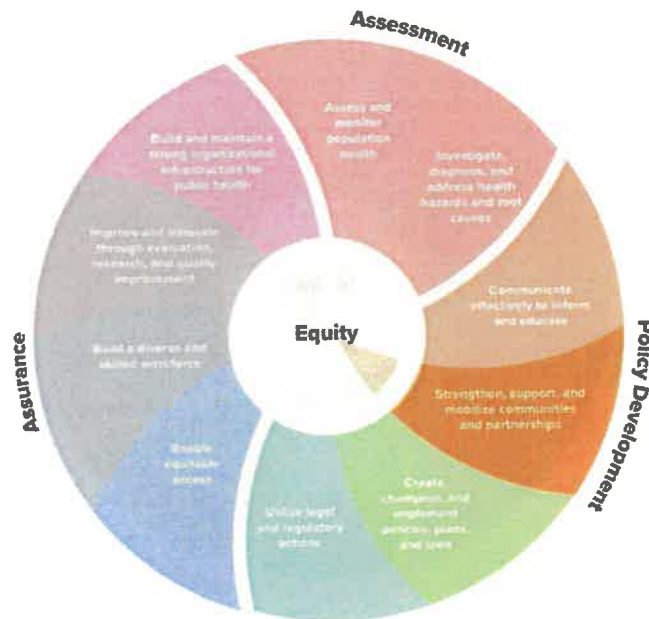 Assessment
Assess and
monitor
population
health
Investigate,
diagnose, and
address health
hazards and root
causes
Communicate
effectively to inform
and educate
Policy Development
Strengthen, support, and
mobilize communities
and partnerships
Create,
champion, and
implement
policies, plans,
and laws
Utilize legal
and regulatory
actions
Assurance
Enable
equitable
access
Build a diverse and
skilled workforce
Improve and innovate
through evaluation,
research, and quality
improvement
Build and maintain a
strong organizational
infrastructure for
public health
Equity